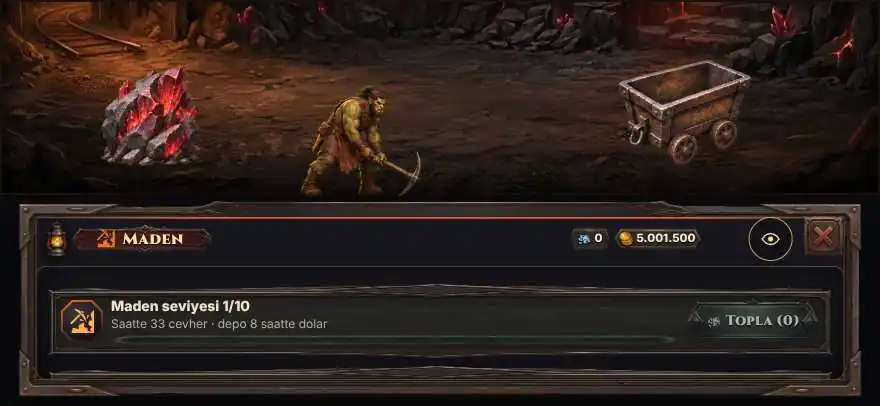 MADEN
0
5.001.500
Maden seviyesi 1/10
Saatte 33 cevher · depo 8 saatte dolar
TOPLA (0)